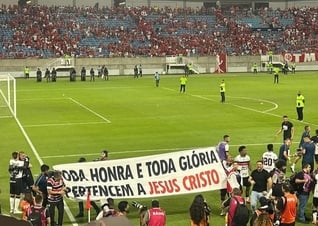 TODA HONRA E TODA GLÓRIA
PERTENCEM A JESUS CRISTO